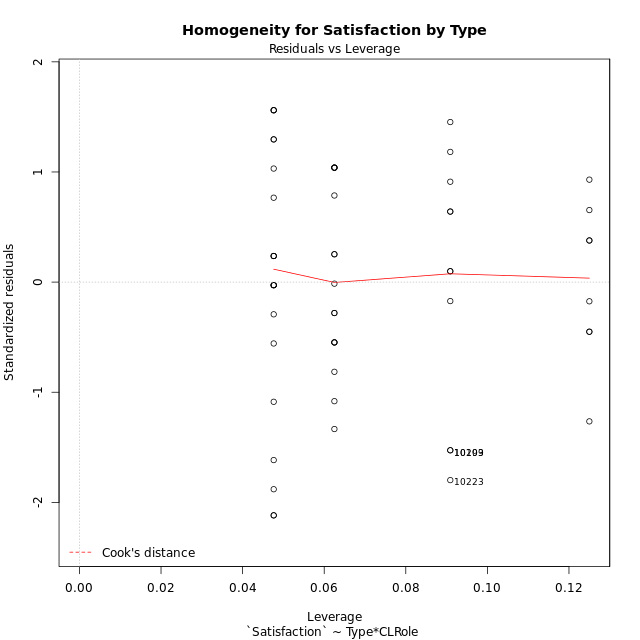 Homogeneity for Satisfaction by Type
Residuals vs Leverage
Standardized residuals
2
1
0
-1
-2
10223
Cook's distance
0.00 0.02 0.04 0.06 0.08 0.10 0.12
Leverage
`Satisfaction` ~ Type*CLRole